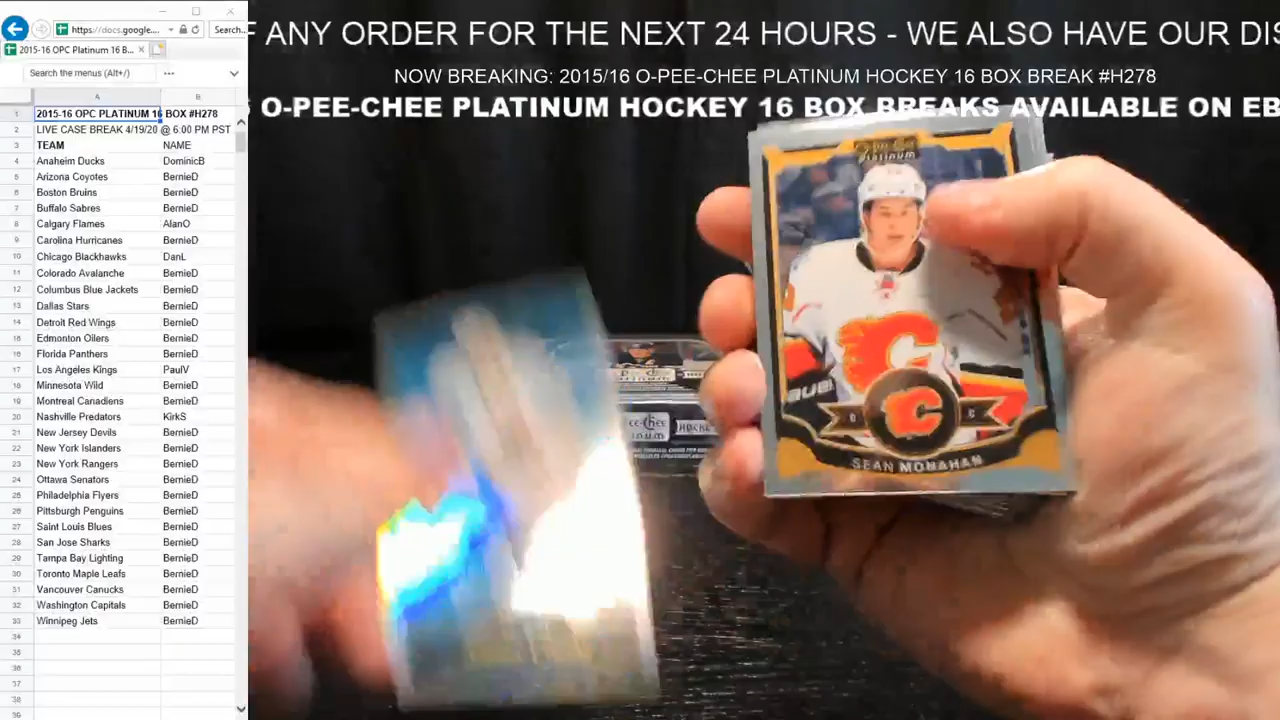 https://docs.google....
Search...
2015-16 OPC Platinum 16 B...
Search the menus (Alt+/)
A B
1 2015-16 OPC PLATINUM 16 BOX #H278
2 LIVE CASE BREAK 4/19/20 @ 6:00 PM PST
3 TEAM NAME
4 Anaheim Ducks DominicB
5 Arizona Coyotes BernieD
6 Boston Bruins BernieD
7 Buffalo Sabres BernieD
8 Calgary Flames AlanO
9 Carolina Hurricanes BernieD
10 Chicago Blackhawks DanL
11 Colorado Avalanche BernieD
12 Columbus Blue Jackets BernieD
13 Dallas Stars BernieD
14 Detroit Red Wings BernieD
15 Edmonton Oilers BernieD
16 Florida Panthers BernieD
17 Los Angeles Kings PaulV
18 Minnesota Wild BernieD
19 Montreal Canadiens BernieD
20 Nashville Predators KirkS
21 New Jersey Devils BernieD
22 New York Islanders BernieD
23 New York Rangers BernieD
24 Ottawa Senators BernieD
25 Philadelphia Flyers BernieD
26 Pittsburgh Penguins BernieD
27 Saint Louis Blues BernieD
28 San Jose Sharks BernieD
29 Tampa Bay Lighting BernieD
30 Toronto Maple Leafs BernieD
31 Vancouver Canucks BernieD
32 Washington Capitals BernieD
33 Winnipeg Jets BernieD
34
35
36
37
38
39
F ANY ORDER FOR THE NEXT 24 HOURS - WE ALSO HAVE OUR DIS
NOW BREAKING: 2015/16 O-PEE-CHEE PLATINUM HOCKEY 16 BOX BREAK #H278
O-PEE-CHEE PLATINUM HOCKEY 16 BOX BREAKS AVAILABLE ON EB
Platinum
C
SEAN MONAHAN